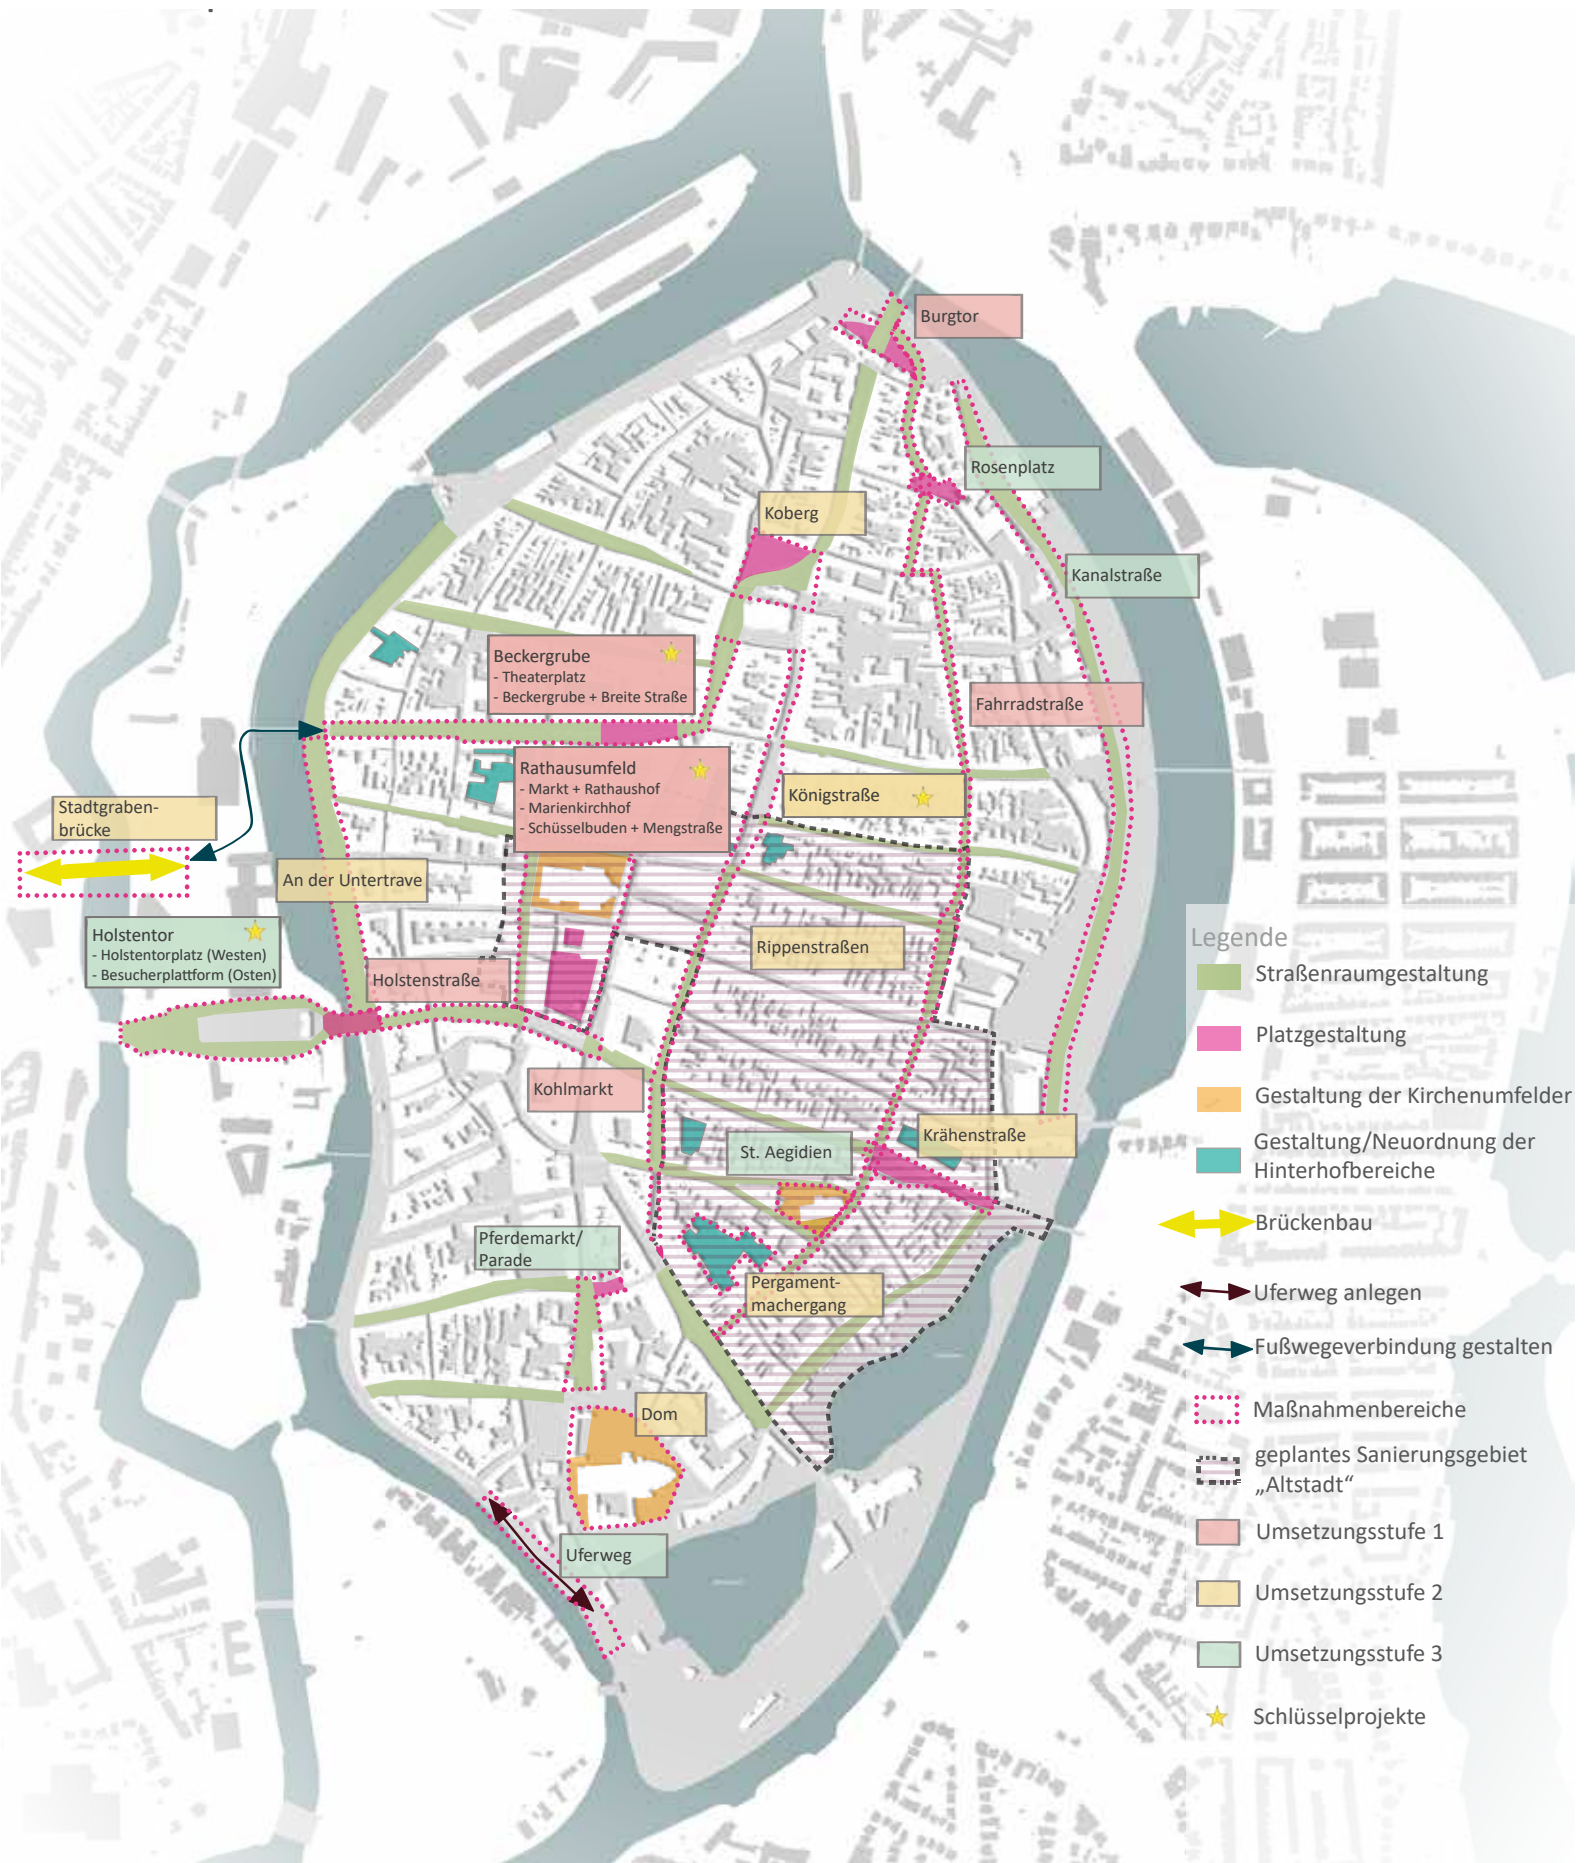 Burgtor
Rosenplatz
Koberg
Kanalstraße
Beckergrube
- Theaterplatz
- Beckergrube + Breite Straße
Fahrradstraße
Rathausumfeld
- Markt + Rathaushof
- Marienkirchhof
- Schüsselbuden + Mengstraße
Königstraße
Stadtgraben-
brücke
An der Untertrave
Holstentor
- Holstentorplatz (Westen)
- Besucherplattform (Osten)
Rippenstraßen
Holstenstraße
Kohlmarkt
Krähenstraße
St. Aegidien
Pferdemarkt/
Parade
Pergament-
machergang
Dom
Uferweg
Legende
Straßenraumgestaltung
Platzgestaltung
Gestaltung der Kirchenumfelder
Gestaltung/Neuordnung der
Hinterhofbereiche
Brückenbau
Uferweg anlegen
Fußwegeverbindung gestalten
Maßnahmenbereiche
geplantes Sanierungsgebiet
„Altstadt“
Umsetzungsstufe 1
Umsetzungsstufe 2
Umsetzungsstufe 3
Schlüsselprojekte